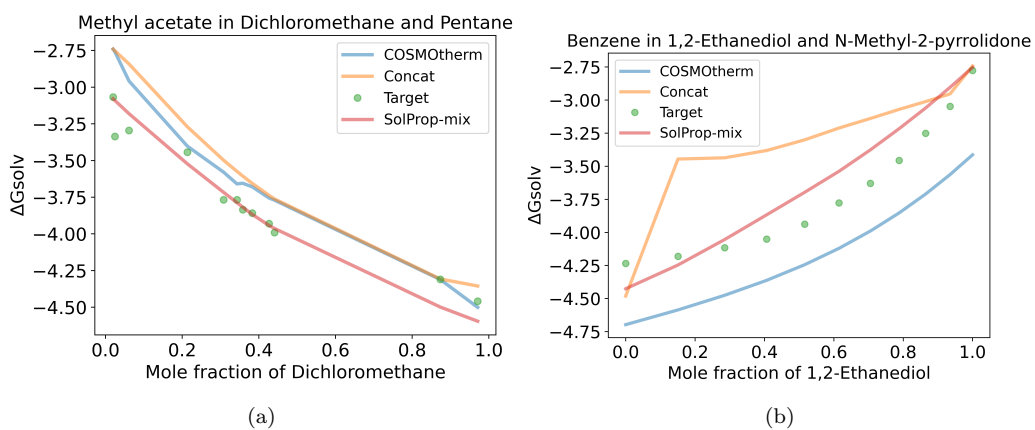 Methyl acetate in Dichloromethane and Pentane
COSMOtherm
Concat
Target
SolProp-mix
ΔGsolv
−2.75
−3.00
−3.25
−3.50
−3.75
−4.00
−4.25
−4.50
0.0 0.2 0.4 0.6 0.8 1.0
Mole fraction of Dichloromethane
(a)
Benzene in 1,2-Ethanediol and N-Methyl-2-pyrrolidone
COSMOtherm
Concat
Target
SolProp-mix
ΔGsolv
−2.75
−3.00
−3.25
−3.50
−3.75
−4.00
−4.25
−4.50
−4.75
0.0 0.2 0.4 0.6 0.8 1.0
Mole fraction of 1,2-Ethanediol
(b)